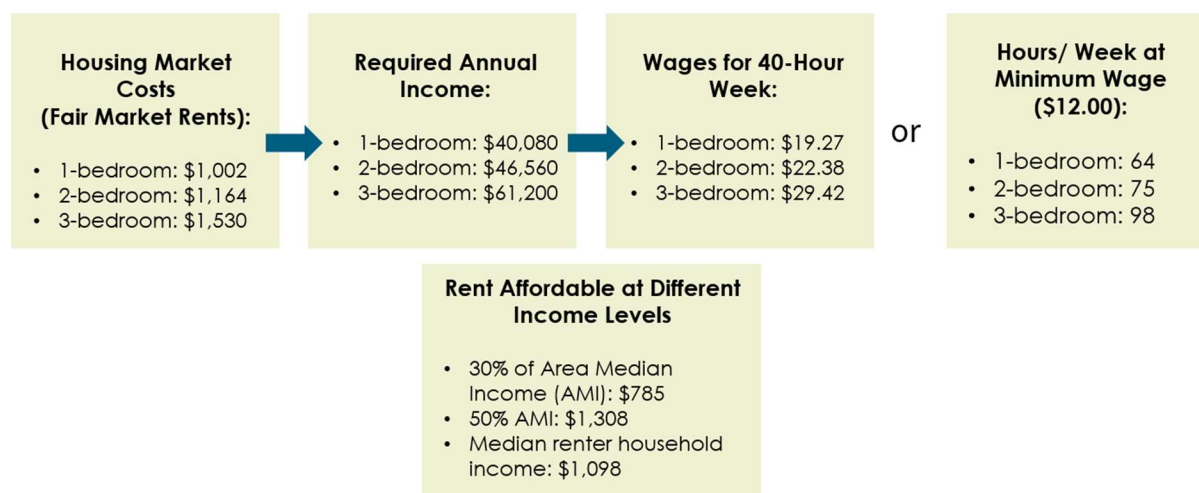 Housing Market
Costs
(Fair Market Rents):
• 1-bedroom: $1,002
• 2-bedroom: $1,164
• 3-bedroom: $1,530
Required Annual
Income:
• 1-bedroom: $40,080
• 2-bedroom: $46,560
• 3-bedroom: $61,200
Wages for 40-Hour
Week:
• 1-bedroom: $19.27
• 2-bedroom: $22.38
• 3-bedroom: $29.42
or
Hours/ Week at
Minimum Wage
($12.00):
• 1-bedroom: 64
• 2-bedroom: 75
• 3-bedroom: 98
Rent Affordable at Different
Income Levels
• 30% of Area Median
Income (AMI): $785
• 50% AMI: $1,308
• Median renter household
income: $1,098